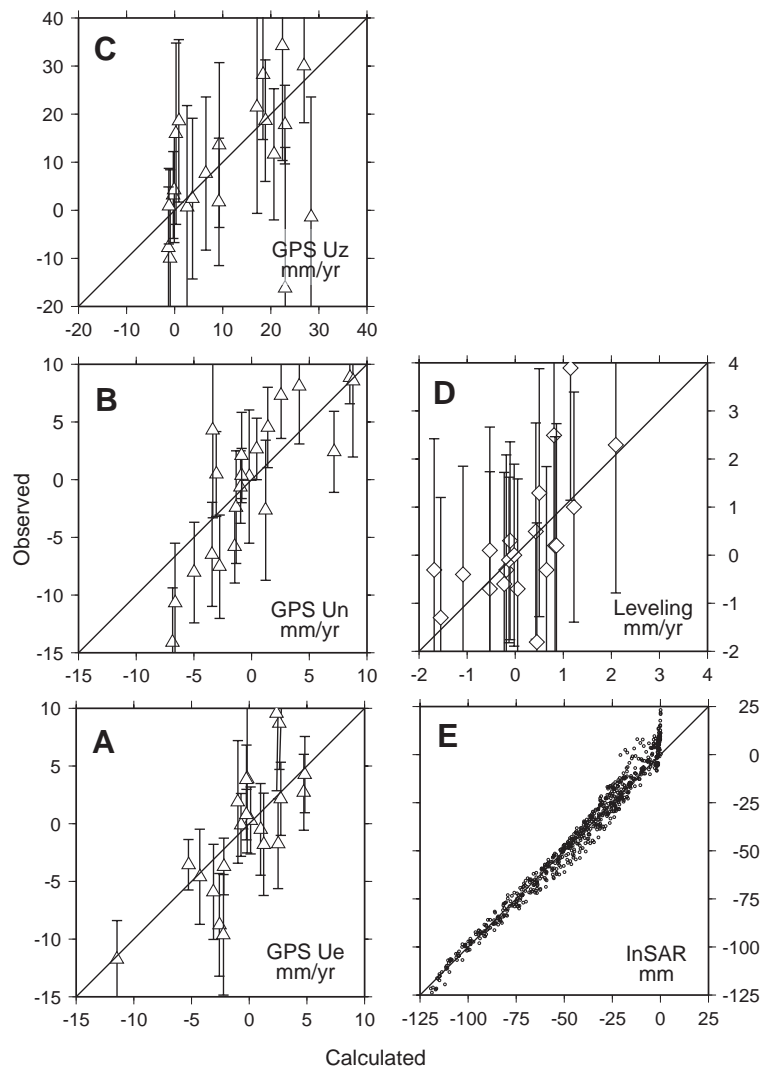 40
30
20
10
0
-10
-20
C
GPS Uz
mm/yr
-20 -10 0 10 20 30 40
10
5
0
-5
-10
-15
B
GPS Un
mm/yr
-15 -10 -5 0 5 10
Observed
D
Leveling
mm/yr
4
3
2
1
0
-1
-2
-2 -1 0 1 2 3 4
10
5
0
-5
-10
-15
A
GPS Ue
mm/yr
-15 -10 -5 0 5 10
E
InSAR
mm
25
0
-25
-50
-75
-100
-125
-125 -100 -75 -50 -25 0 25
Calculated